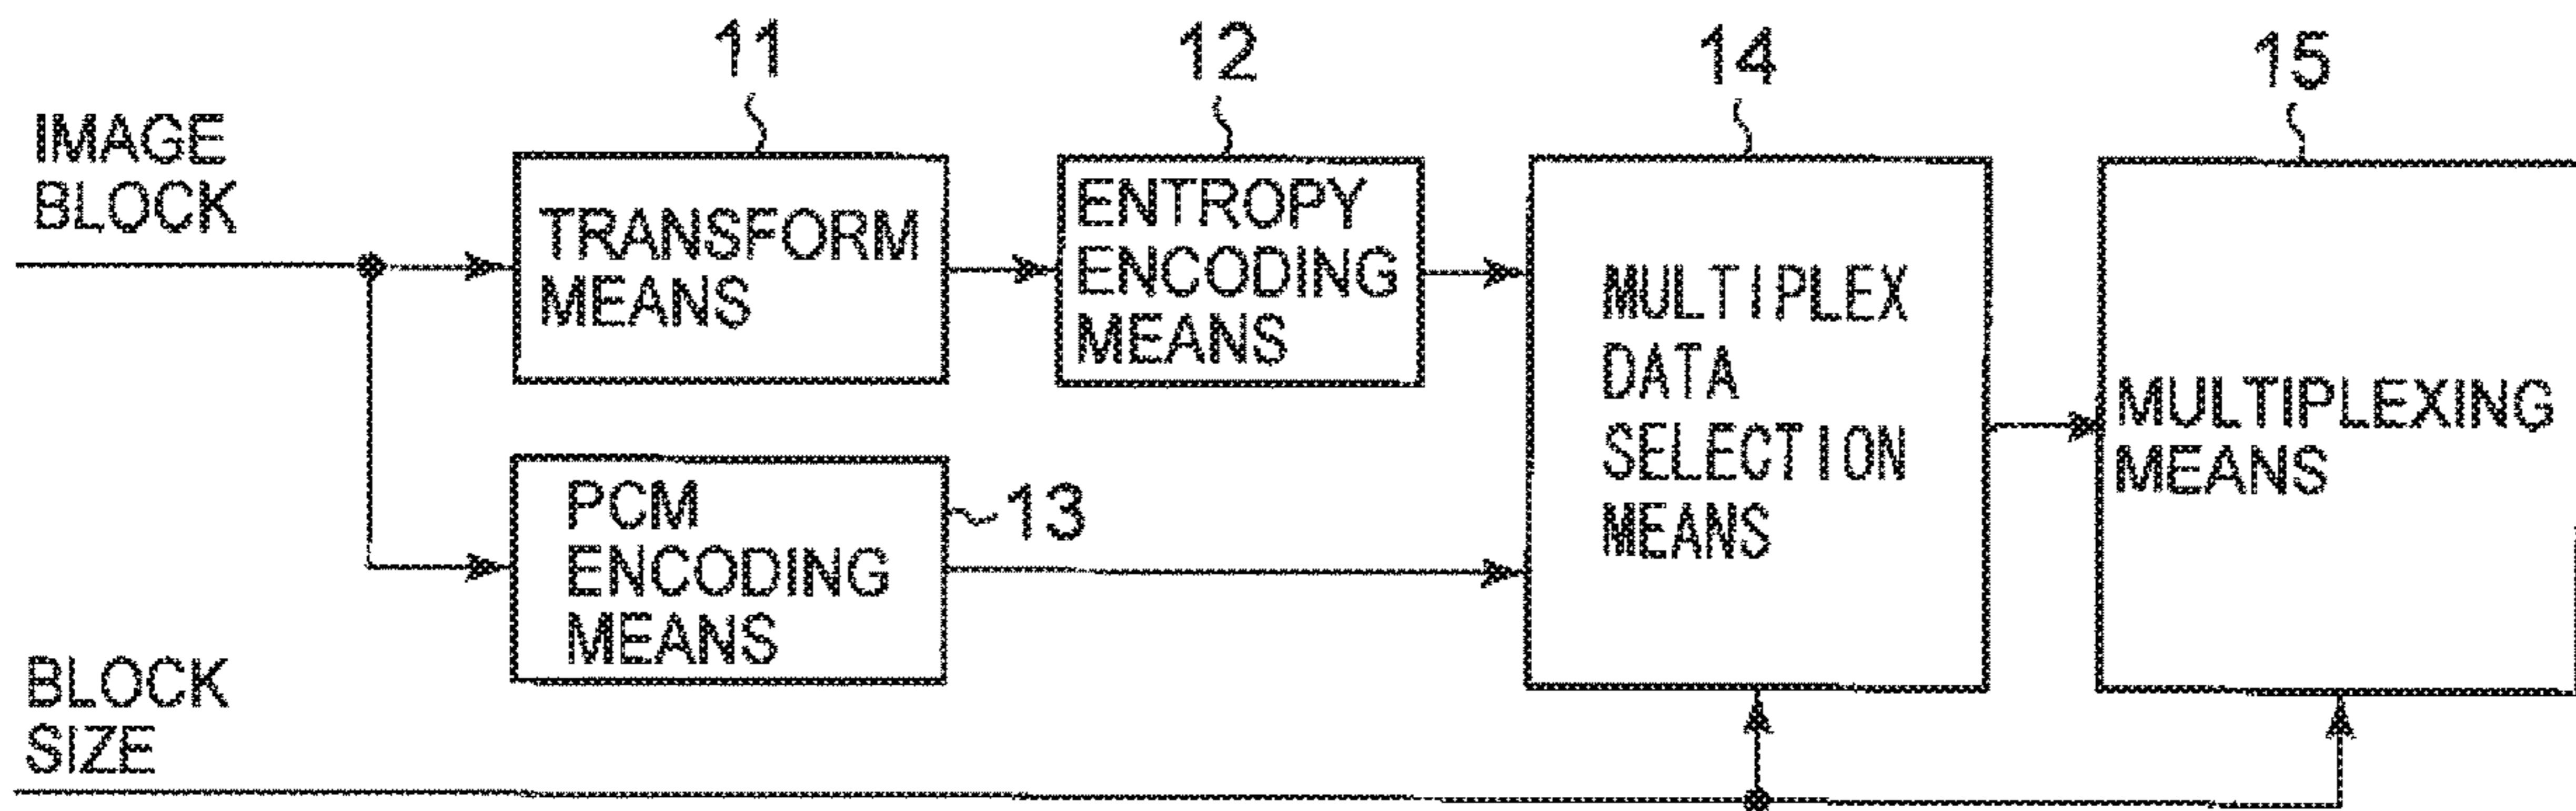 11
12
14
15
IMAGE
BLOCK
TRANSFORM
MEANS
ENTROPY
ENCODING
MEANS
MULTIPLEX
DATA
SELECTION
MEANS
MULTIPLEXING
MEANS
PCM
ENCODING
MEANS
13
BLOCK
SIZE